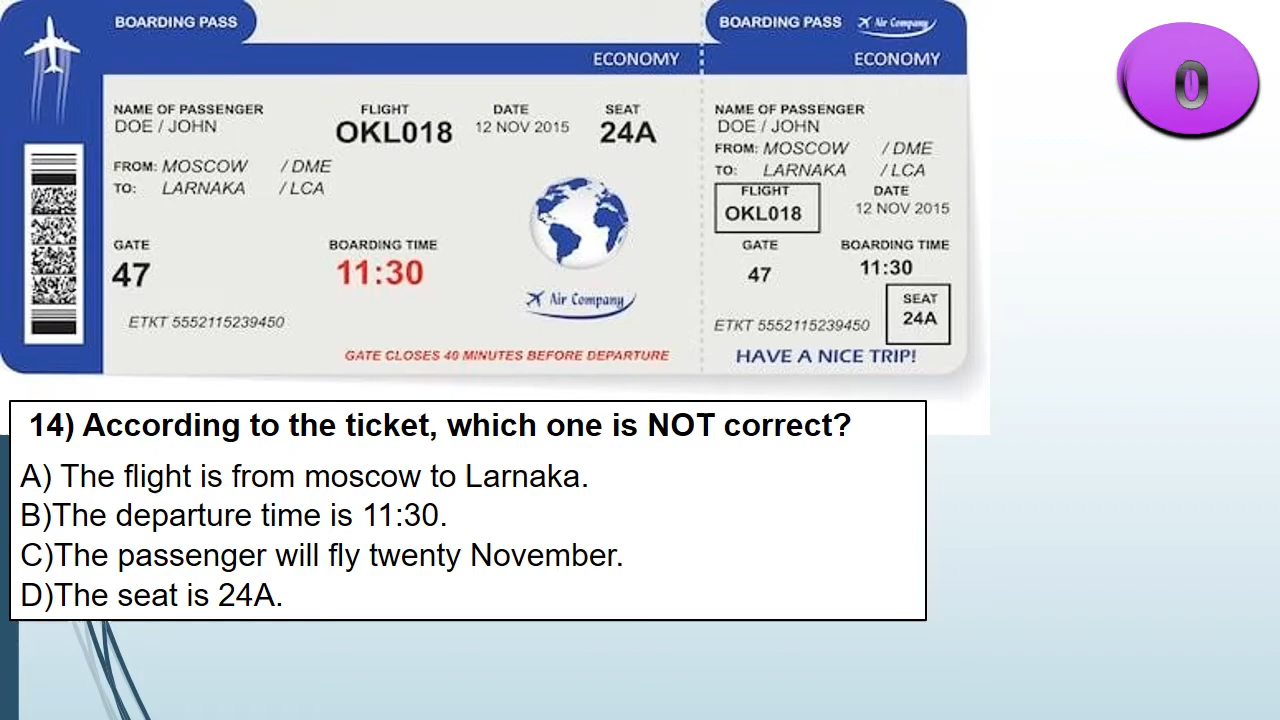 BOARDING PASS
ECONOMY
NAME OF PASSENGER
DOE / JOHN
FLIGHT
OKL018
DATE
12 NOV 2015
SEAT
24A
FROM: MOSCOW / DME
TO: LARNAKA / LCA
GATE
47
BOARDING TIME
11:30
Air Company
ETKT 5552115239450
GATE CLOSES 40 MINUTES BEFORE DEPARTURE
BOARDING PASS Air Company
ECONOMY
NAME OF PASSENGER
DOE / JOHN
FROM: MOSCOW / DME
TO: LARNAKA / LCA
FLIGHT
OKL018
DATE
12 NOV 2015
GATE
47
BOARDING TIME
11:30
SEAT
24A
ETKT 5552115239450
HAVE A NICE TRIP!
0
14) According to the ticket, which one is NOT correct?
A) The flight is from moscow to Larnaka.
B)The departure time is 11:30.
C)The passenger will fly twenty November.
D)The seat is 24A.